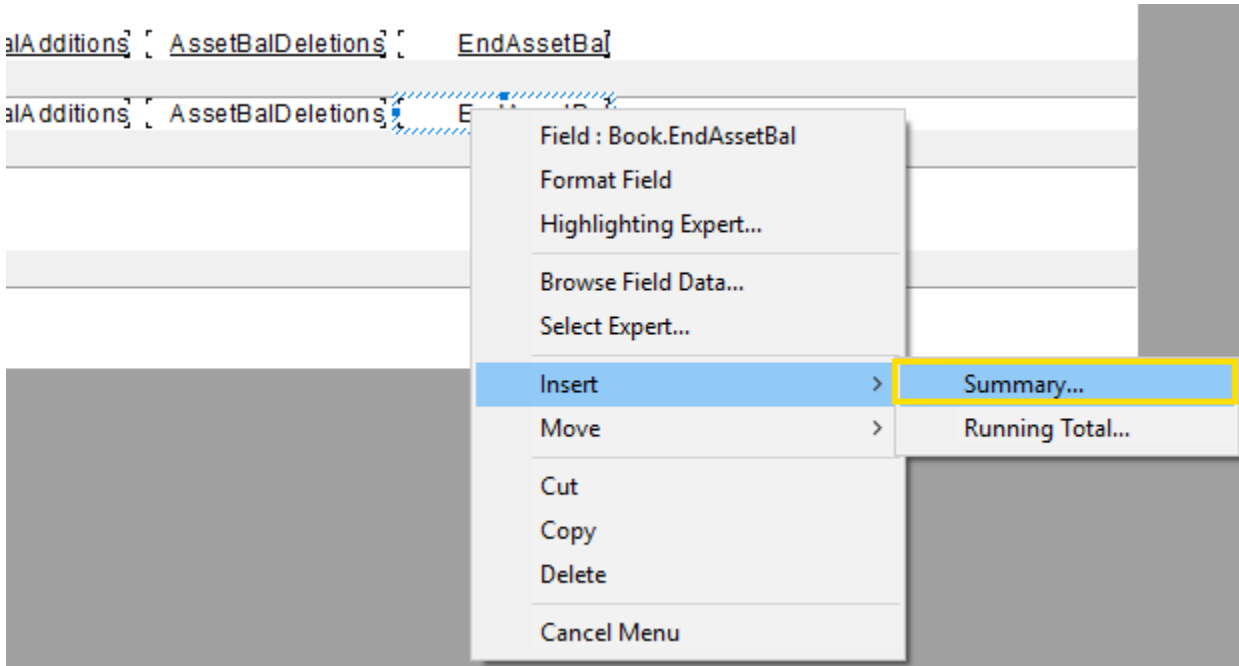 alAdditions AssetBalDeletions EndAssetBal
alAdditions AssetBalDeletions
Field : Book.EndAssetBal
Format Field
Highlighting Expert...
Browse Field Data...
Select Expert...
Insert > Summary...
Move > Running Total...
Cut
Copy
Delete
Cancel Menu